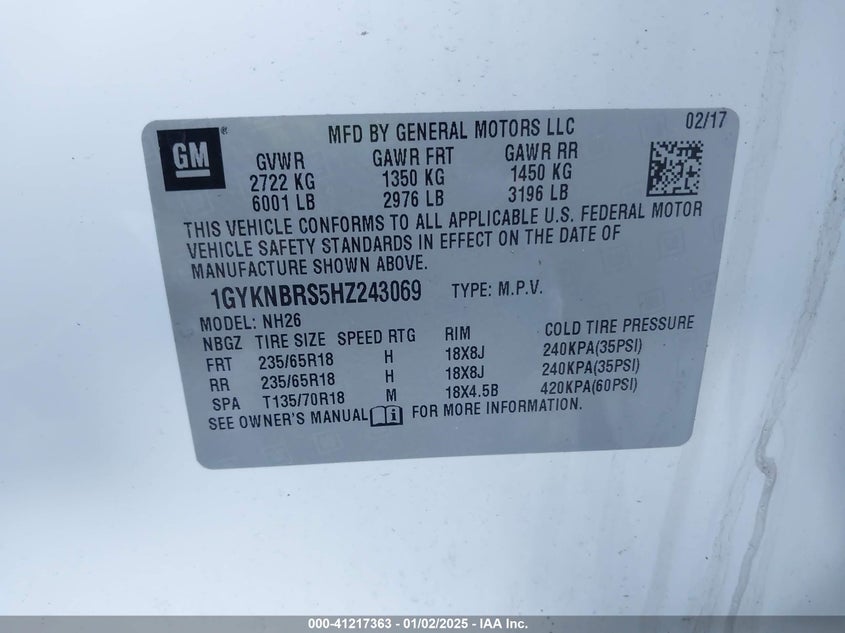 GM®
MFD BY GENERAL MOTORS LLC 02/17
GVWR GAWR FRT GAWR RR
2722 KG 1350 KG 1450 KG
6001 LB 2976 LB 3196 LB
THIS VEHICLE CONFORMS TO ALL APPLICABLE U.S. FEDERAL MOTOR
VEHICLE SAFETY STANDARDS IN EFFECT ON THE DATE OF
MANUFACTURE SHOWN ABOVE.
1GYKNBRS5HZ243069 TYPE: M.P.V.
MODEL: NH26
NBGZ TIRE SIZE SPEED RTG RIM COLD TIRE PRESSURE
FRT 235/65R18 H 18X8J 240KPA(35PSI)
RR 235/65R18 H 18X8J 240KPA(35PSI)
SPA T135/70R18 M 18X4.5B 420KPA(60PSI)
SEE OWNER'S MANUAL FOR MORE INFORMATION.
000-41217363 - 01/02/2025 - IAA Inc.